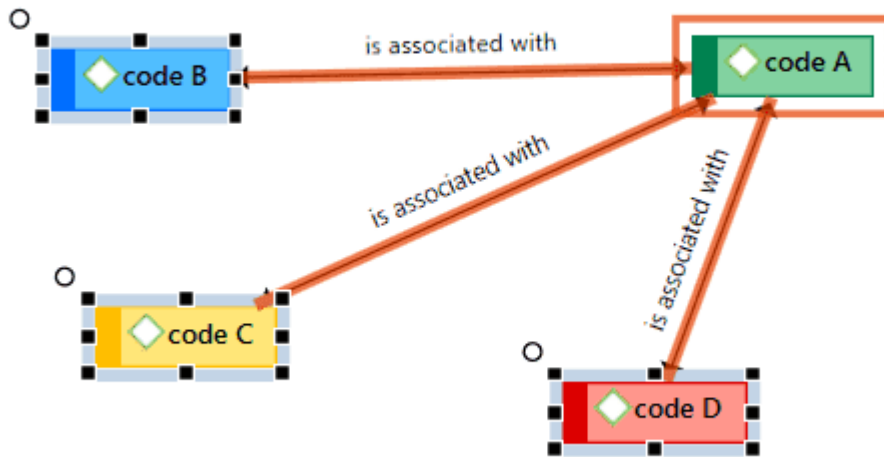 is associated with
code B
code A
is associated with
is associated with
code C
code D